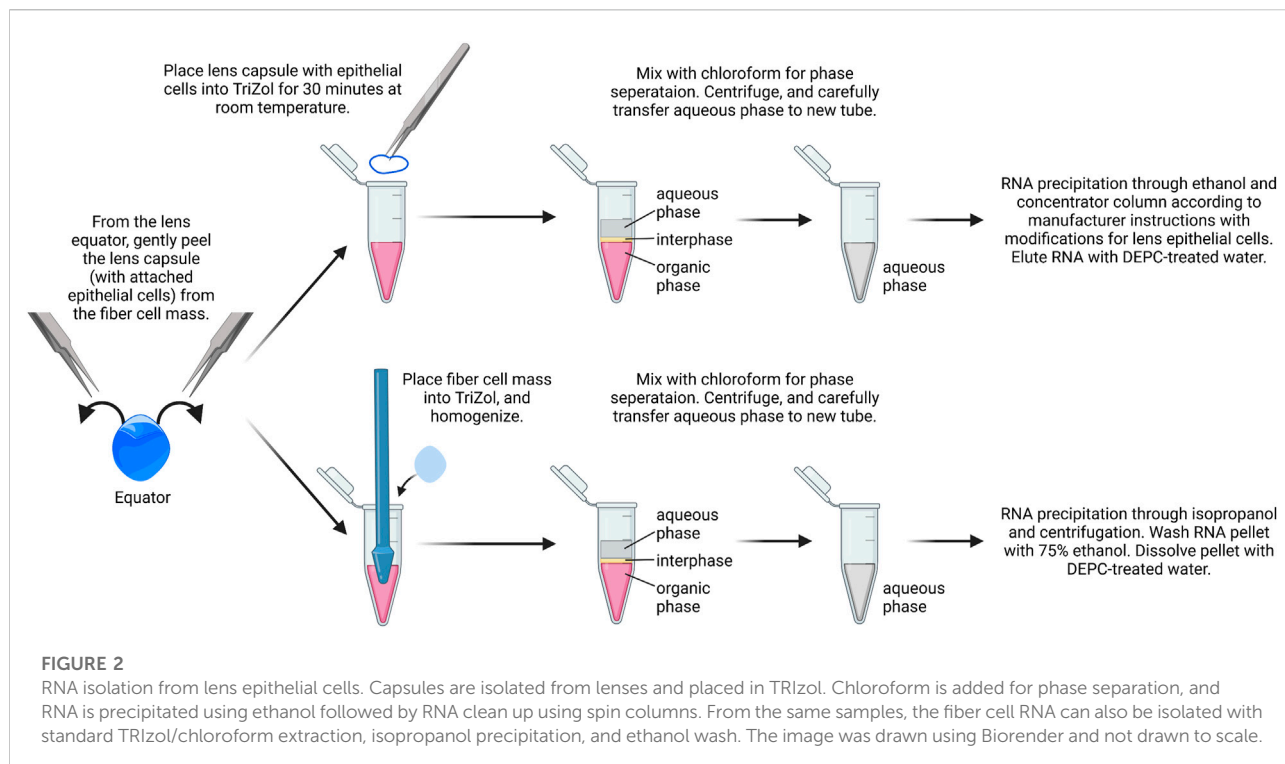 Place lens capsule with epithelial
cells into TriZol for 30 minutes at
room temperature.
Mix with chloroform for phase
seperataion. Centrifuge, and carefully
transfer aqueous phase to new tube.
From the lens
equator, gently peel
the lens capsule
(with attached
epithelial cells) from
the fiber cell mass.
Equator
aqueous
phase
interphase
organic
phase
aqueous
phase
RNA precipitation through ethanol and
concentrator column according to
manufacturer instructions with
modifications for lens epithelial cells.
Elute RNA with DEPC-treated water.
Place fiber cell mass
into TriZol, and
homogenize.
Mix with chloroform for phase
seperataion. Centrifuge, and carefully
transfer aqueous phase to new tube.
aqueous
phase
interphase
organic
phase
aqueous
phase
RNA precipitation through isopropanol
and centrifugation. Wash RNA pellet
with 75% ethanol. Dissolve pellet with
DEPC-treated water.
FIGURE 2
RNA isolation from lens epithelial cells. Capsules are isolated from lenses and placed in TRIzol. Chloroform is added for phase separation, and
RNA is precipitated using ethanol followed by RNA clean up using spin columns. From the same samples, the fiber cell RNA can also be isolated with
standard TRIzol/chloroform extraction, isopropanol precipitation, and ethanol wash. The image was drawn using Biorender and not drawn to scale.